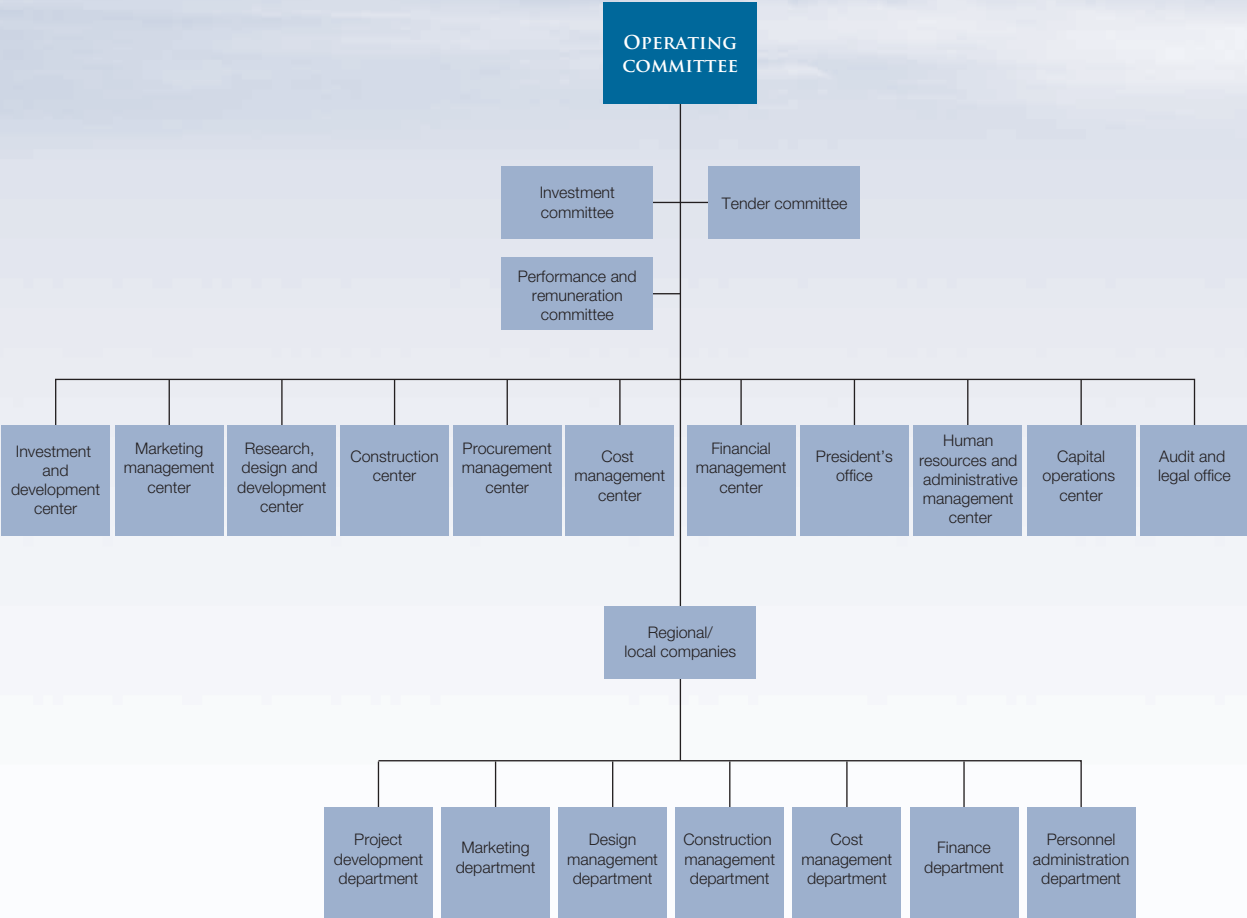 OPERATING
COMMITTEE
Investment
committee
Tender committee
Performance and
remuneration
committee
Investment
and
development
center
Marketing
management
center
Research,
design and
development
center
Construction
center
Procurement
management
center
Cost
management
center
Financial
management
center
President's
office
Human
resources and
administrative
management
center
Capital
operations
center
Audit and
legal office
Regional/
local companies
Project
development
department
Marketing
department
Design
management
department
Construction
management
department
Cost
management
department
Finance
department
Personnel
administration
department